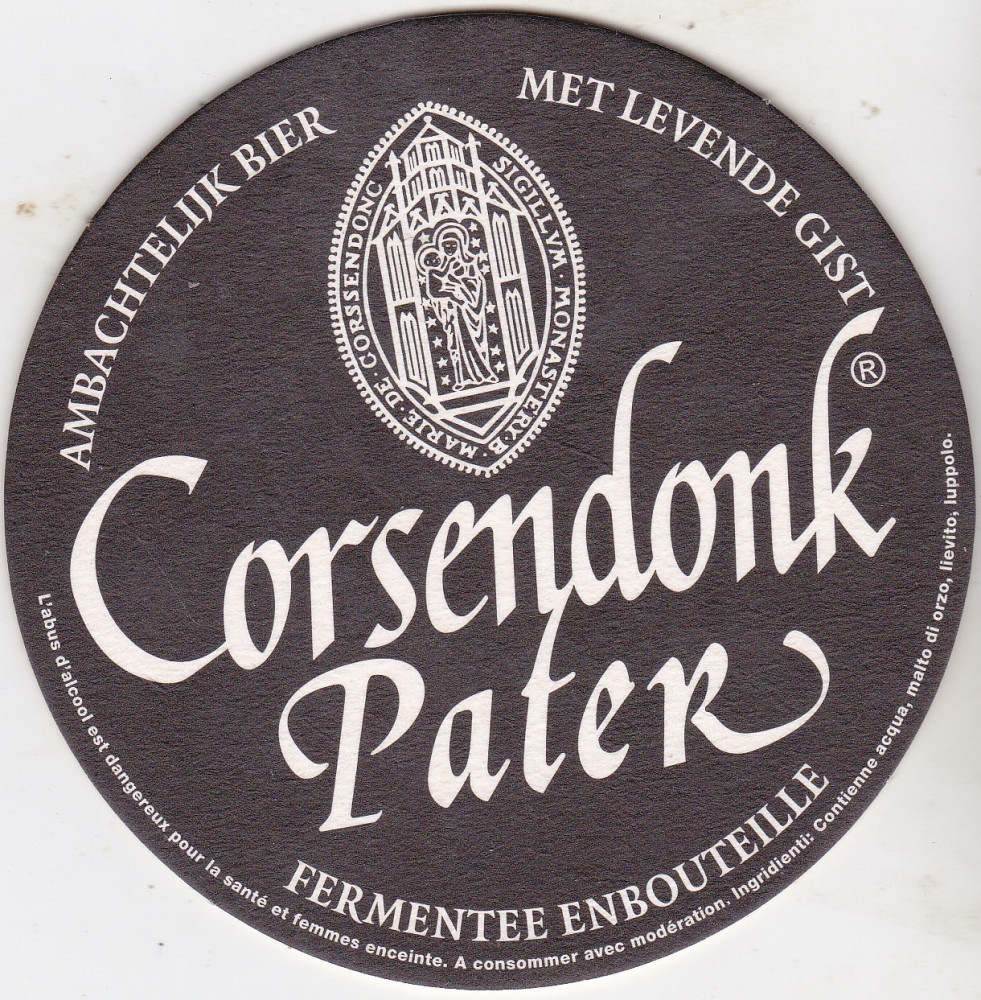 AMBACHTELIJK BIER
MET LEVENDE GIST
SIGILLVM · MONASTERY · B · MARIE · DE · CORSSENDONC
Corsendonk ®
Pater
FERMENTEE ENBOUTEILLE
L'abus d'alcool est dangereux pour la santé et femmes enceinte. A consommer avec modération. Ingridienti: Contienne acqua, malto di orzo, lievito, luppolo.